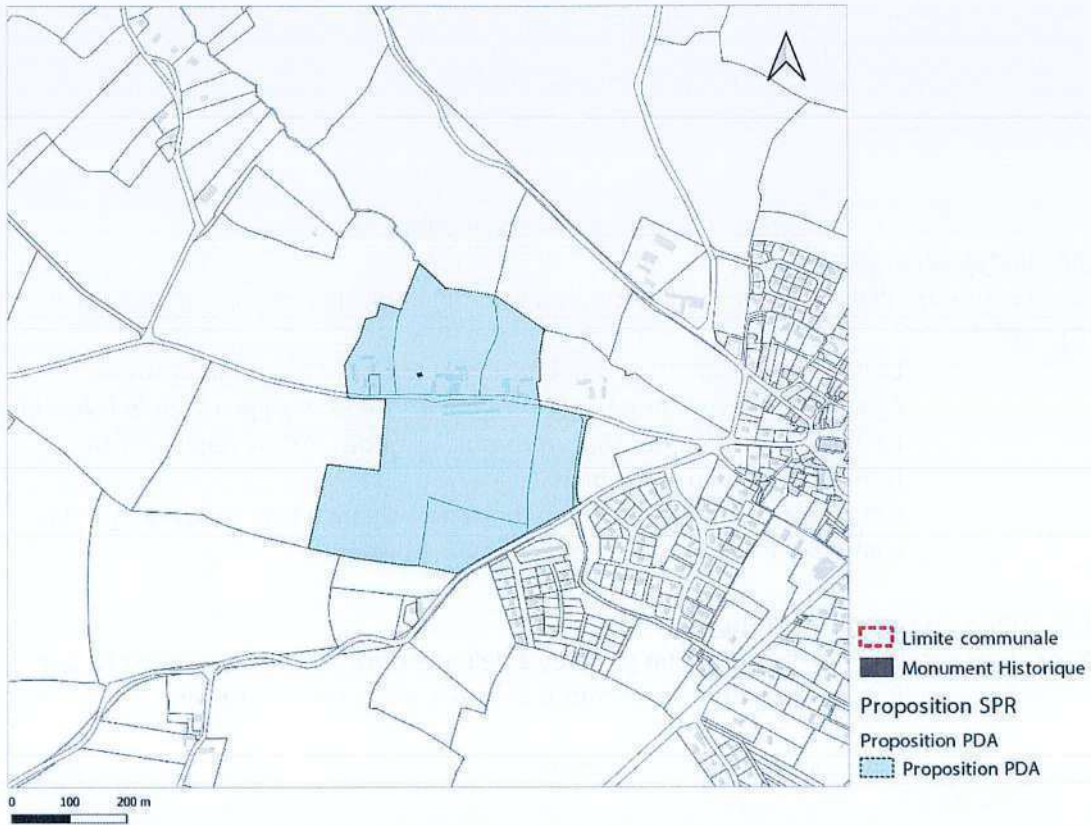 Limite communale
Monument Historique
Proposition SPR
Proposition PDA
Proposition PDA
0 100 200 m